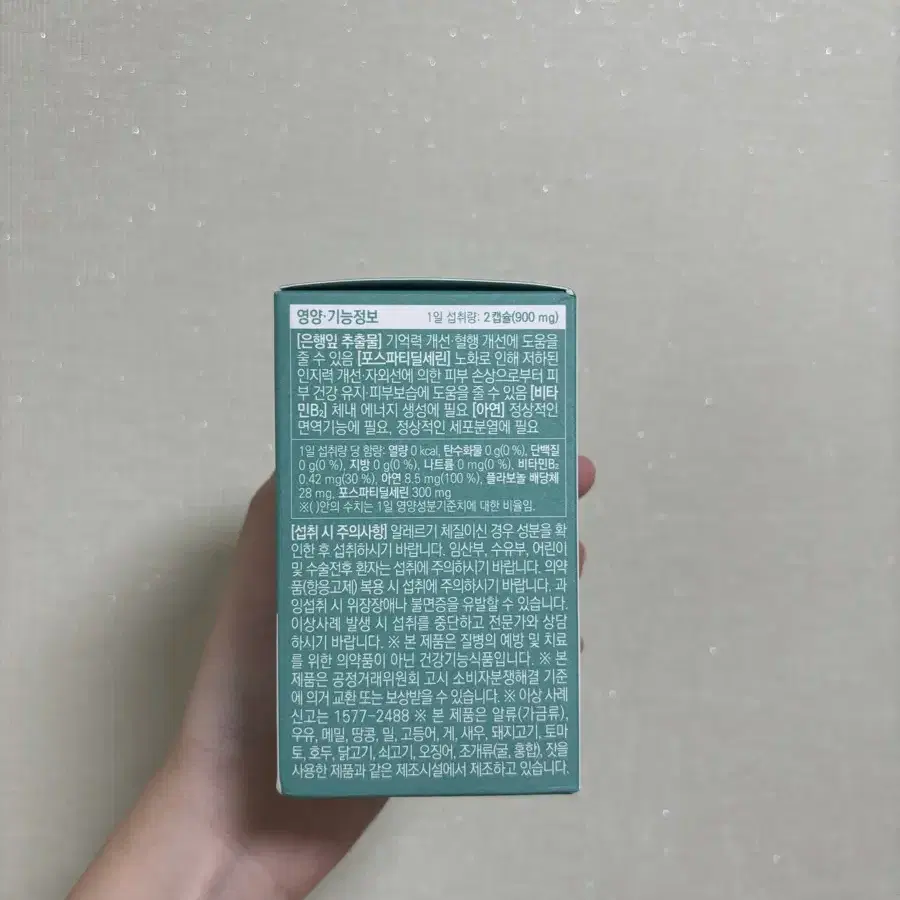 영양·기능정보 1일 섭취량: 2캡슐(900 mg)
[은행잎 추출물] 기억력 개선·혈행 개선에 도움을
줄 수 있음 [포스파티딜세린] 노화로 인해 저하된
인지력 개선·자외선에 의한 피부 손상으로부터 피
부 건강 유지·피부보습에 도움을 줄 수 있음 [비타
민B₂] 체내 에너지 생성에 필요 [아연] 정상적인
면역기능에 필요, 정상적인 세포분열에 필요
1일 섭취량 당 함량: 열량 0 kcal, 탄수화물 0 g(0 %), 단백질
0 g(0 %), 지방 0 g(0 %), 나트륨 0 mg(0 %), 비타민B₂
0.42 mg(30 %), 아연 8.5 mg(100 %), 플라보놀 배당체
28 mg, 포스파티딜세린 300 mg
※( )안의 수치는 1일 영양성분기준치에 대한 비율임.
[섭취 시 주의사항] 알레르기 체질이신 경우 성분을 확
인한 후 섭취하시기 바랍니다. 임산부, 수유부, 어린이
및 수술전후 환자는 섭취에 주의하시기 바랍니다. 의약
품(항응고제) 복용 시 섭취에 주의하시기 바랍니다. 과
잉섭취 시 위장장애나 불면증을 유발할 수 있습니다.
이상사례 발생 시 섭취를 중단하고 전문가와 상담
하시기 바랍니다. ※ 본 제품은 질병의 예방 및 치료
를 위한 의약품이 아닌 건강기능식품입니다. ※ 본
제품은 공정거래위원회 고시 소비자분쟁해결 기준
에 의거 교환 또는 보상받을 수 있습니다. ※ 이상 사례
신고는 1577-2488 ※ 본 제품은 알류(가금류),
우유, 메밀, 땅콩, 밀, 고등어, 게, 새우, 돼지고기, 토마
토, 호두, 닭고기, 쇠고기, 오징어, 조개류(굴, 홍합), 잣을
사용한 제품과 같은 제조시설에서 제조하고 있습니다.